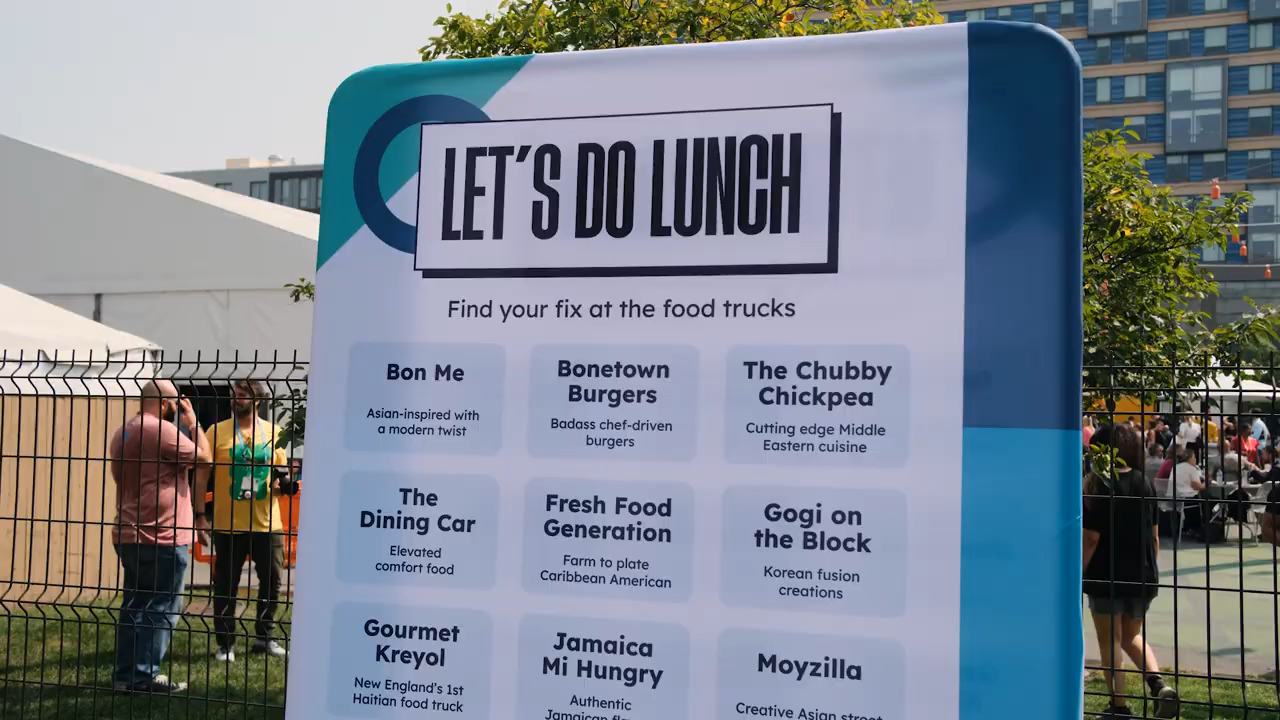 LET'S DO LUNCH
Find your fix at the food trucks
Bon Me
Asian-inspired with
a modern twist
Bonetown
Burgers
Badass chef-driven
burgers
The Chubby
Chickpea
Cutting edge Middle
Eastern cuisine
The
Dining Car
Elevated
comfort food
Fresh Food
Generation
Farm to plate
Caribbean American
Gogi on
the Block
Korean fusion
creations
Gourmet
Kreyol
New England's 1st
Haitian food truck
Jamaica
Mi Hungry
Authentic
Jamaican
Moyzilla
Creative Asian street